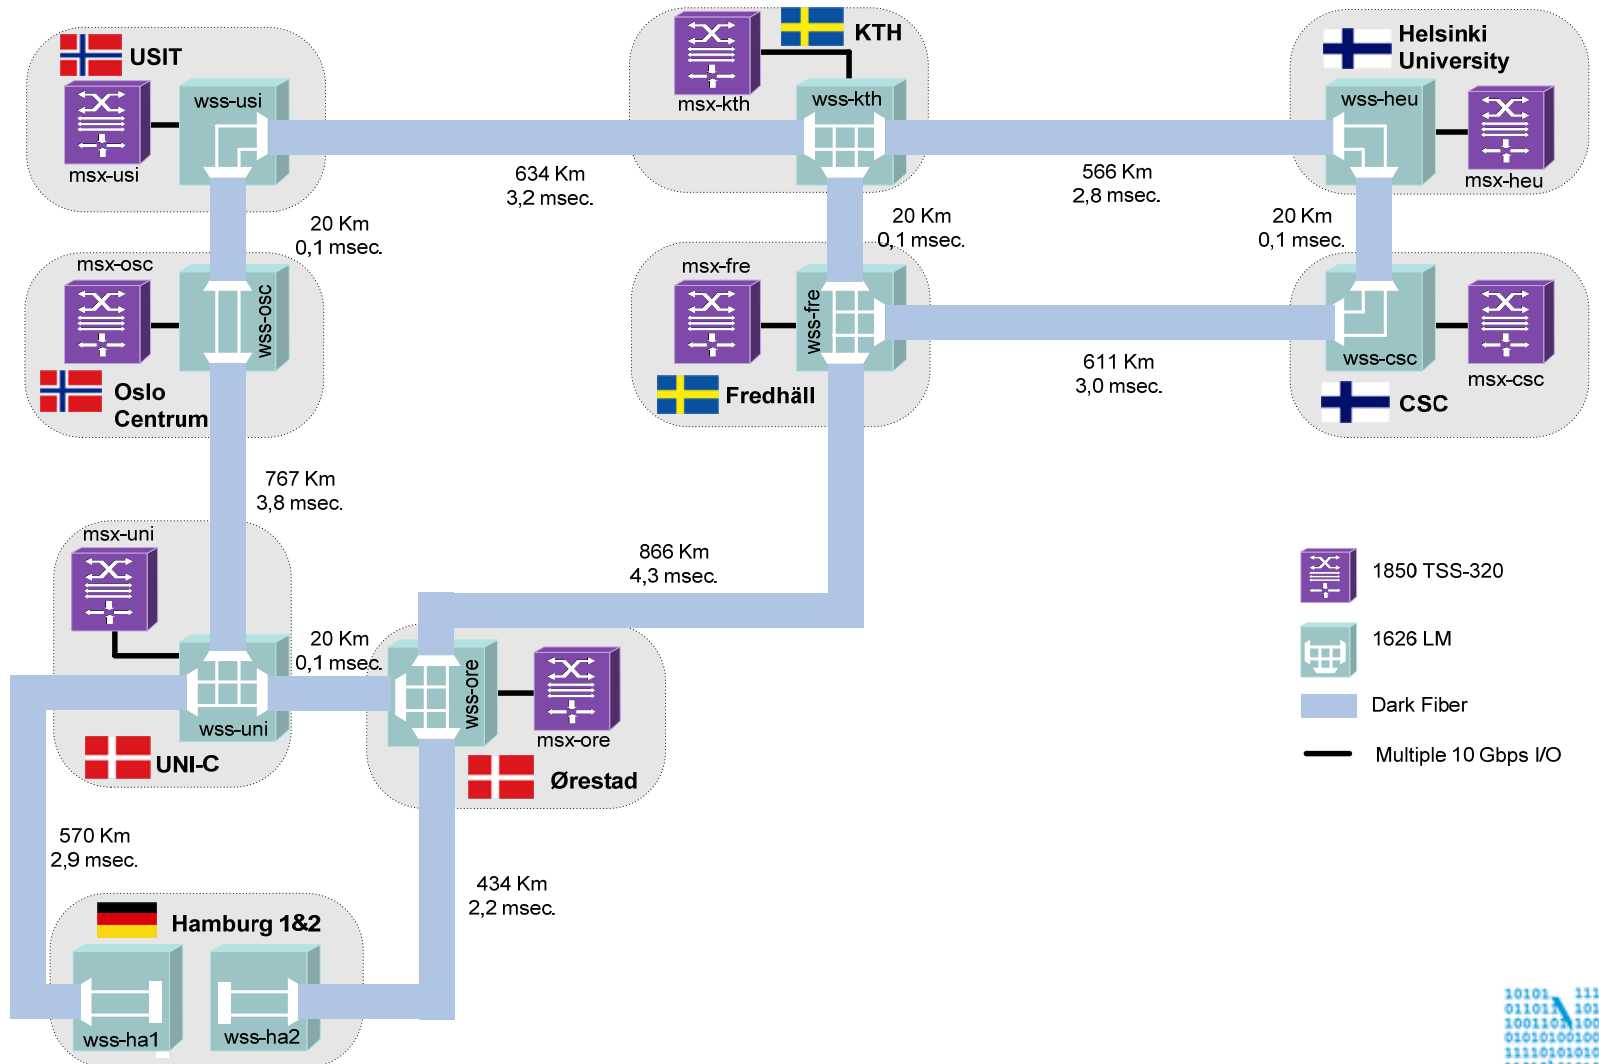 USIT
wss-usi
msx-usi
KTH
msx-kth
wss-kth
Helsinki
University
wss-heu
msx-heu
634 Km
3,2 msec.
566 Km
2,8 msec.
20 Km
0,1 msec.
20 Km
0,1 msec.
20 Km
0,1 msec.
msx-osc
wss-osc
Oslo
Centrum
msx-fre
wss-fre
Fredhäll
611 Km
3,0 msec.
wss-csc
msx-csc
CSC
767 Km
3,8 msec.
msx-uni
wss-uni
UNI-C
20 Km
0,1 msec.
866 Km
4,3 msec.
wss-ore
msx-ore
Ørestad
1850 TSS-320
1626 LM
Dark Fiber
Multiple 10 Gbps I/O
570 Km
2,9 msec.
434 Km
2,2 msec.
Hamburg 1&2
wss-ha1
wss-ha2